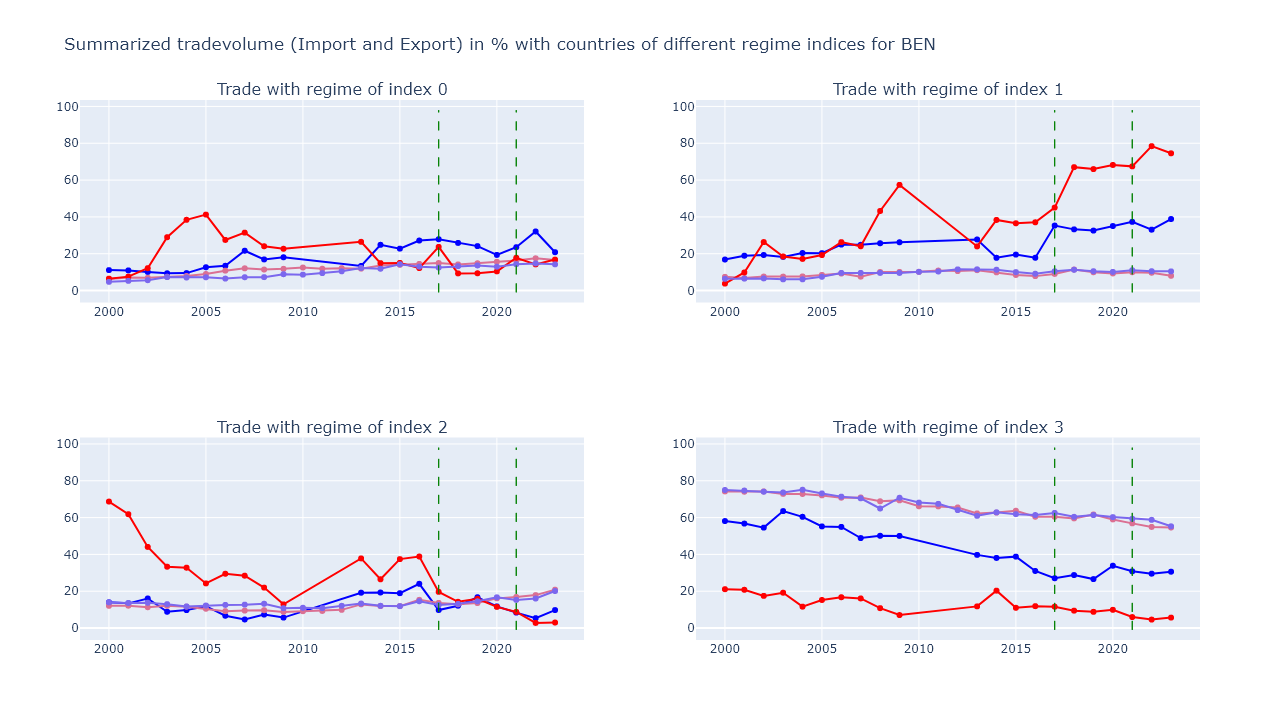 Summarized tradevolume (Import and Export) in % with countries of different regime indices for BEN
Trade with regime of index 0
100
80
60
40
20
0
2000 2005 2010 2015 2020
Trade with regime of index 1
100
80
60
40
20
0
2000 2005 2010 2015 2020
Trade with regime of index 2
100
80
60
40
20
0
2000 2005 2010 2015 2020
Trade with regime of index 3
100
80
60
40
20
0
2000 2005 2010 2015 2020